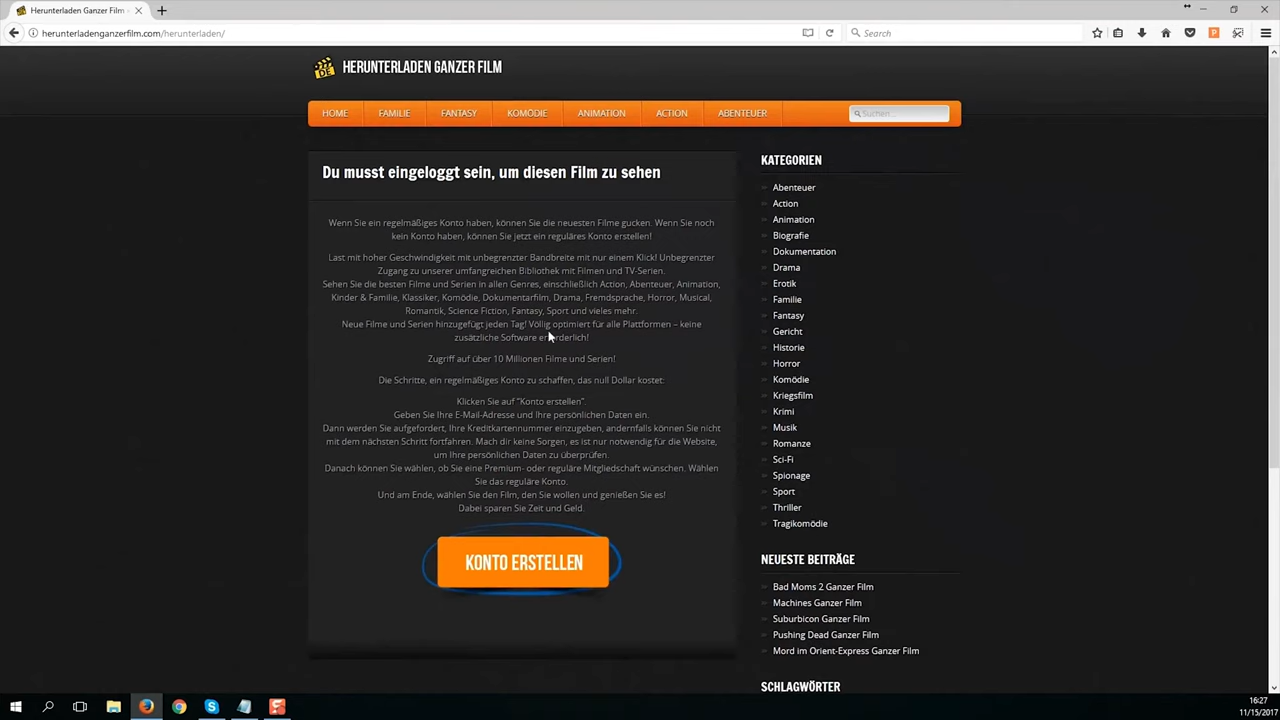 Herunterladen Ganzer Film -
herunterladenganzerfilm.com/herunterladen/
Search
HERUNTERLADEN GANZER FILM
HOME
FAMILIE
FANTASY
KOMÖDIE
ANIMATION
ACTION
ABENTEUER
Suchen...
Du musst eingeloggt sein, um diesen Film zu sehen
Wenn Sie ein regelmäßiges Konto haben, können Sie die neuesten Filme gucken. Wenn Sie noch
kein Konto haben, können Sie jetzt ein reguläres Konto erstellen!
Last mit hoher Geschwindigkeit mit unbegrenzter Bandbreite mit nur einem Klick! Unbegrenzter
Zugang zu unserer umfangreichen Bibliothek mit Filmen und TV-Serien.
Sehen Sie die besten Filme und Serien in allen Genres, einschließlich Action, Abenteuer, Animation,
Kinder & Familie, Klassiker, Komödie, Dokumentarfilm, Drama, Fremdsprache, Horror, Musical,
Romantik, Science Fiction, Fantasy, Sport und vieles mehr.
Neue Filme und Serien hinzugefügt jeden Tag! Völlig optimiert für alle Plattformen – keine
zusätzliche Software erforderlich!
Zugriff auf über 10 Millionen Filme und Serien!
Die Schritte, ein regelmäßiges Konto zu schaffen, das null Dollar kostet:
Klicken Sie auf "Konto erstellen".
Geben Sie Ihre E-Mail-Adresse und Ihre persönlichen Daten ein.
Dann werden Sie aufgefordert, Ihre Kreditkartennummer einzugeben, andernfalls können Sie nicht
mit dem nächsten Schritt fortfahren. Mach dir keine Sorgen, es ist nur notwendig für die Website,
um Ihre persönlichen Daten zu überprüfen.
Danach können Sie wählen, ob Sie eine Premium- oder reguläre Mitgliedschaft wünschen. Wählen
Sie das reguläre Konto.
Und am Ende, wählen Sie den Film, den Sie wollen und genießen Sie es!
Dabei sparen Sie Zeit und Geld.
KONTO ERSTELLEN
KATEGORIEN
Abenteuer
Action
Animation
Biografie
Dokumentation
Drama
Erotik
Familie
Fantasy
Gericht
Historie
Horror
Komödie
Kriegsfilm
Krimi
Musik
Romanze
Sci-Fi
Spionage
Sport
Thriller
Tragikomödie
NEUESTE BEITRÄGE
Bad Moms 2 Ganzer Film
Machines Ganzer Film
Suburbicon Ganzer Film
Pushing Dead Ganzer Film
Mord im Orient-Express Ganzer Film
SCHLAGWÖRTER
16:27
11/15/2017